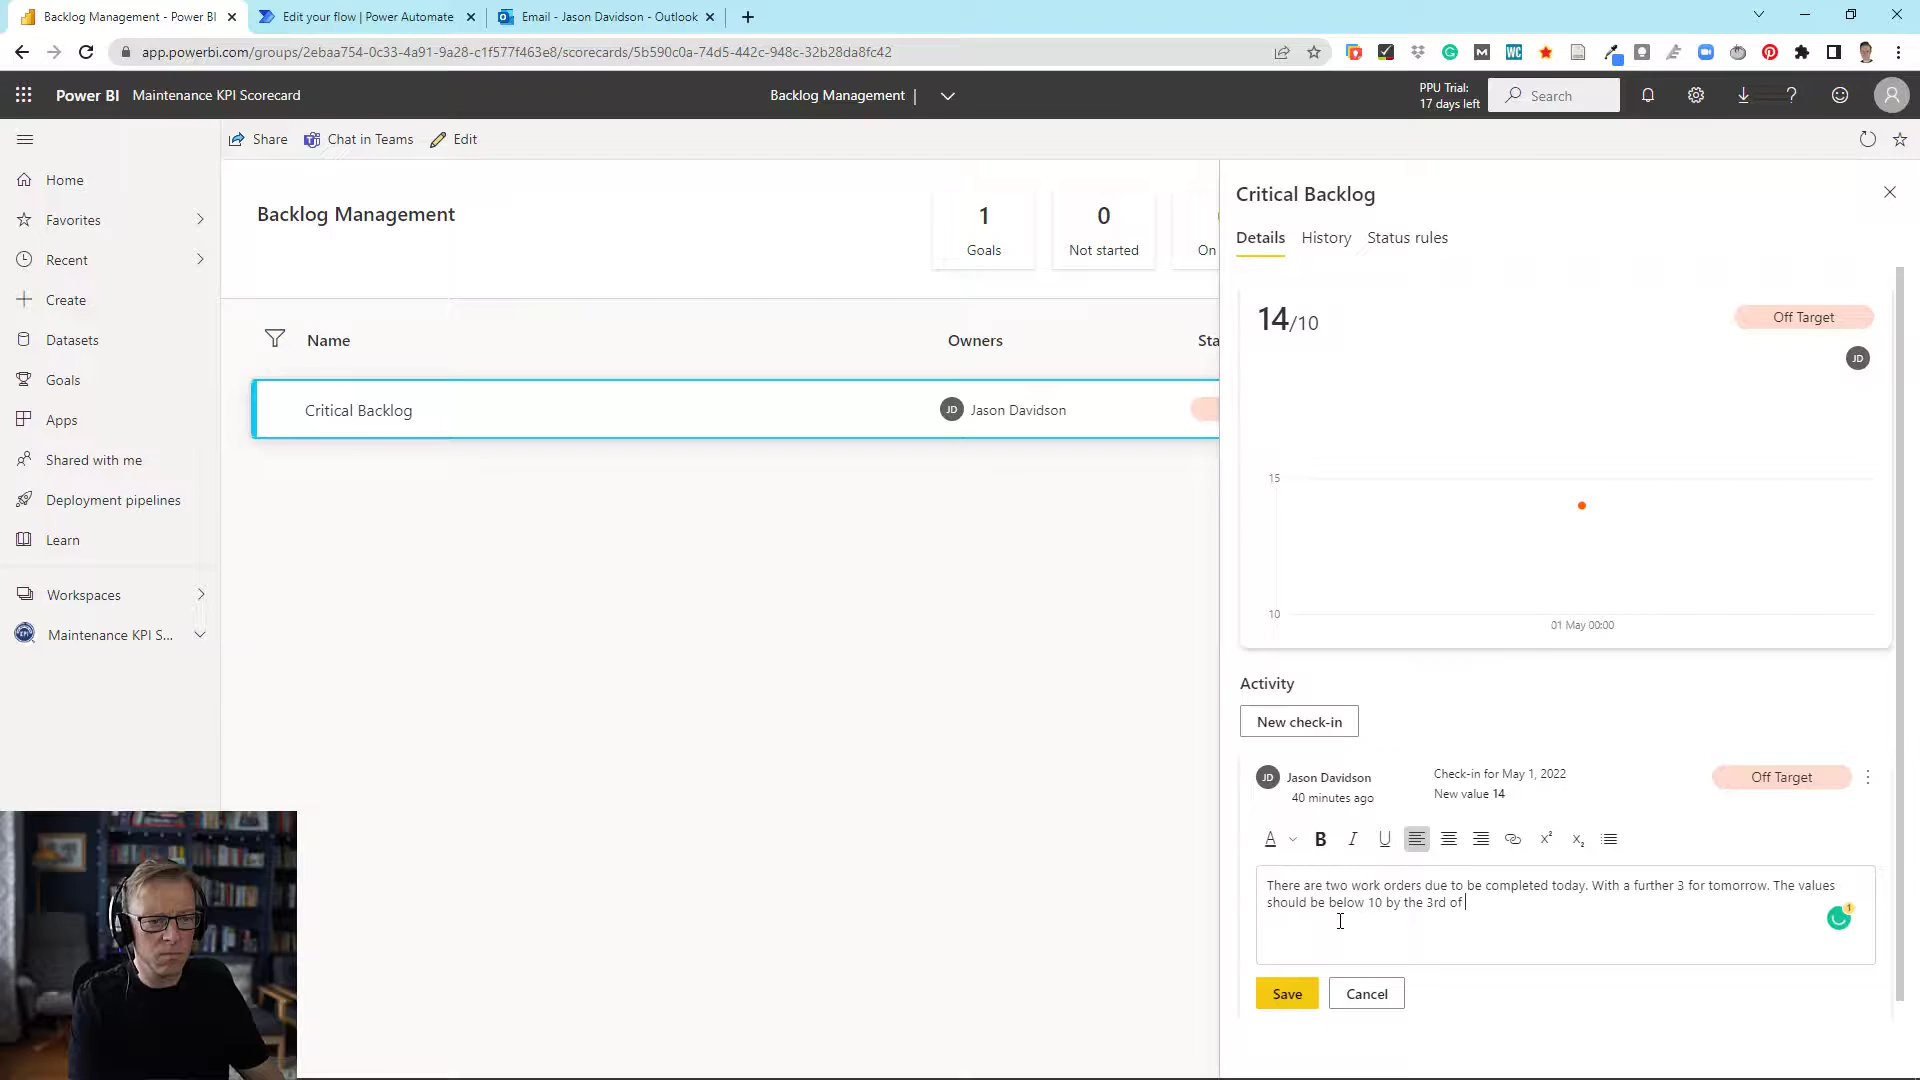 Backlog Management - Power BI
Edit your flow | Power Automate
Email - Jason Davidson - Outlook
app.powerbi.com/groups/2ebaa754-0c33-4a91-9a28-c1f577f463e8/scorecards/5b590c0a-74d5-442c-948c-32b28da8fc42
Power BI
Maintenance KPI Scorecard
Backlog Management
PPU Trial:
17 days left
Search
Share
Chat in Teams
Edit
Home
Favorites
Recent
Create
Datasets
Goals
Apps
Shared with me
Deployment pipelines
Learn
Workspaces
Maintenance KPI S...
Backlog Management
1
Goals
0
Not started
On
Name
Owners
Sta
Critical Backlog
JD
Jason Davidson
Critical Backlog
Details
History
Status rules
14/10
Off Target
JD
15
10
01 May 00:00
Activity
New check-in
JD
Jason Davidson
40 minutes ago
Check-in for May 1, 2022
New value 14
Off Target
There are two work orders due to be completed today. With a further 3 for tomorrow. The values
should be below 10 by the 3rd of
1
Save
Cancel